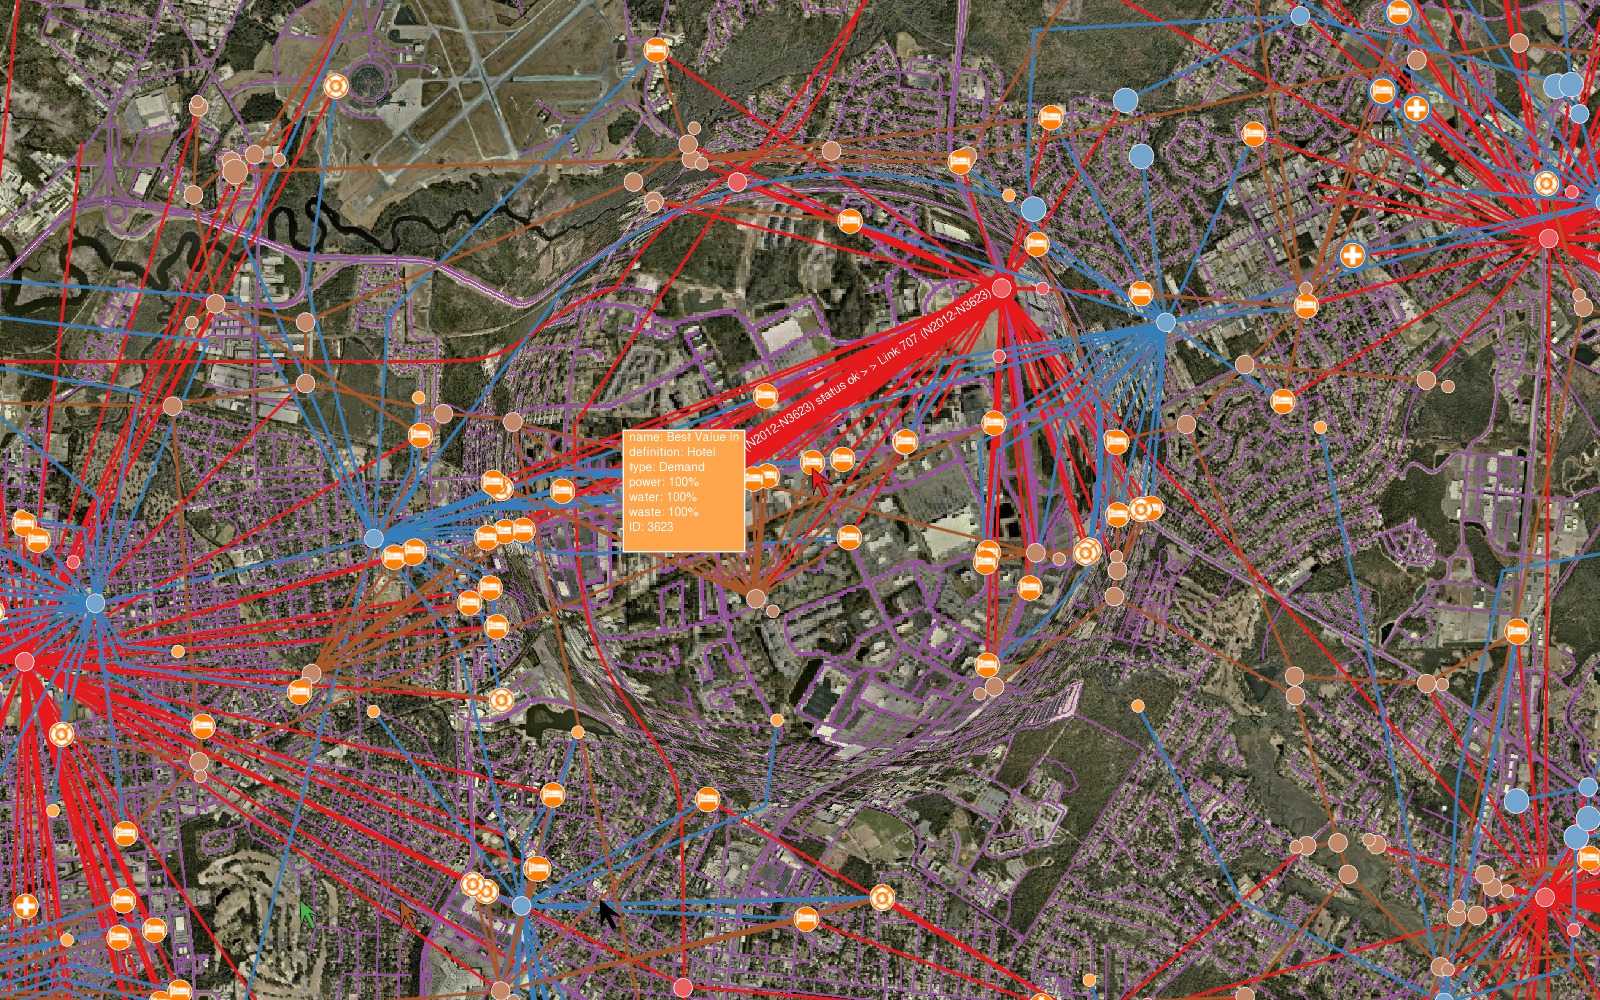 (N2012-N3623) status ok > > Link 707 (N2012-N3623)
name: Best Value In
definition: Hotel
type: Demand
power: 100%
water: 100%
waste: 100%
ID: 3623